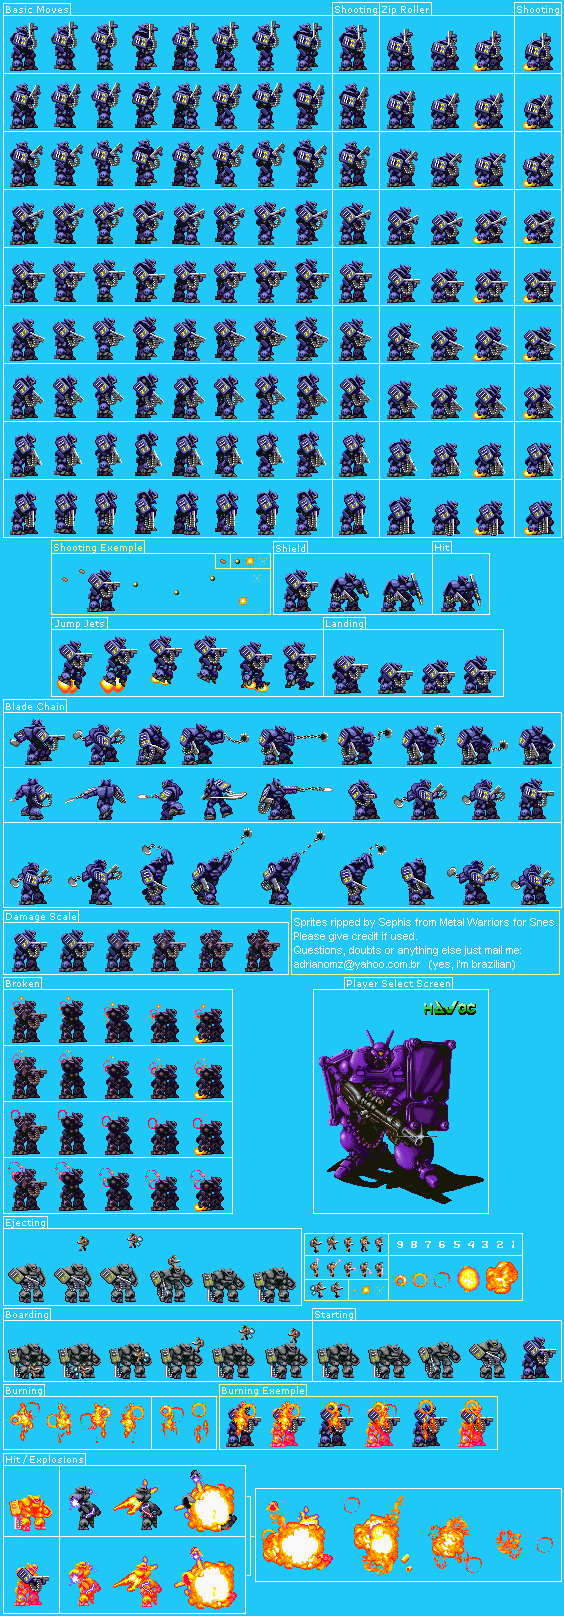 Basic Moves
Shooting
Zip Roller
Shooting
Shooting Exemple
Shield
Hit
Jump Jets
Landing
Blade Chain
Damage Scale
Sprites ripped by Sephis from Metal Warriors for Snes.
Please give credit if used.
Questions, doubts or anything else just mail me:
adrianomz@yahoo.com.br (yes, i'm brazilian)
Broken
Player Select Screen
HAVOC
Ejecting
9 8 7 6 5 4 3 2 1
Boarding
Starting
Burning
Burning Exemple
Hit / Explosions